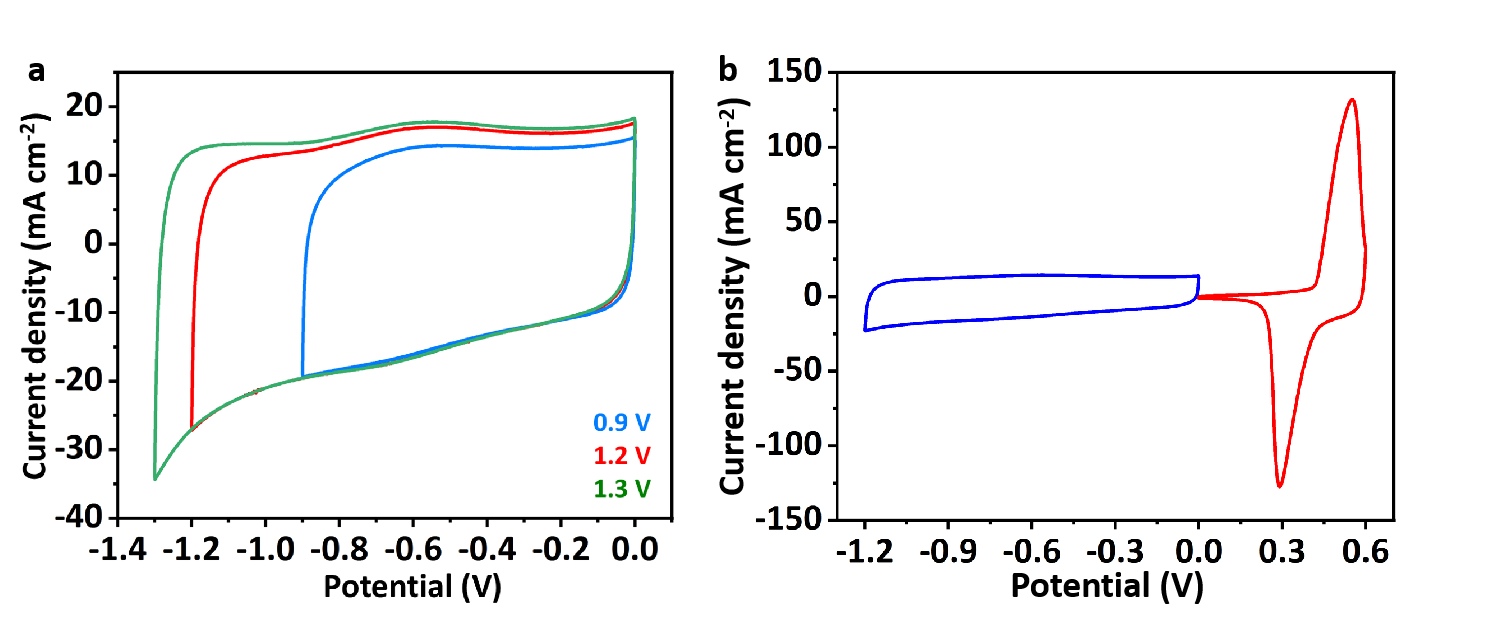 a
Current density (mA cm-2)
20
10
0
-10
-20
-30
-40
-1.4 -1.2 -1.0 -0.8 -0.6 -0.4 -0.2 0.0
Potential (V)
0.9 V
1.2 V
1.3 V
b
Current density (mA cm-2)
150
100
50
0
-50
-100
-150
-1.2 -0.9 -0.6 -0.3 0.0 0.3 0.6
Potential (V)